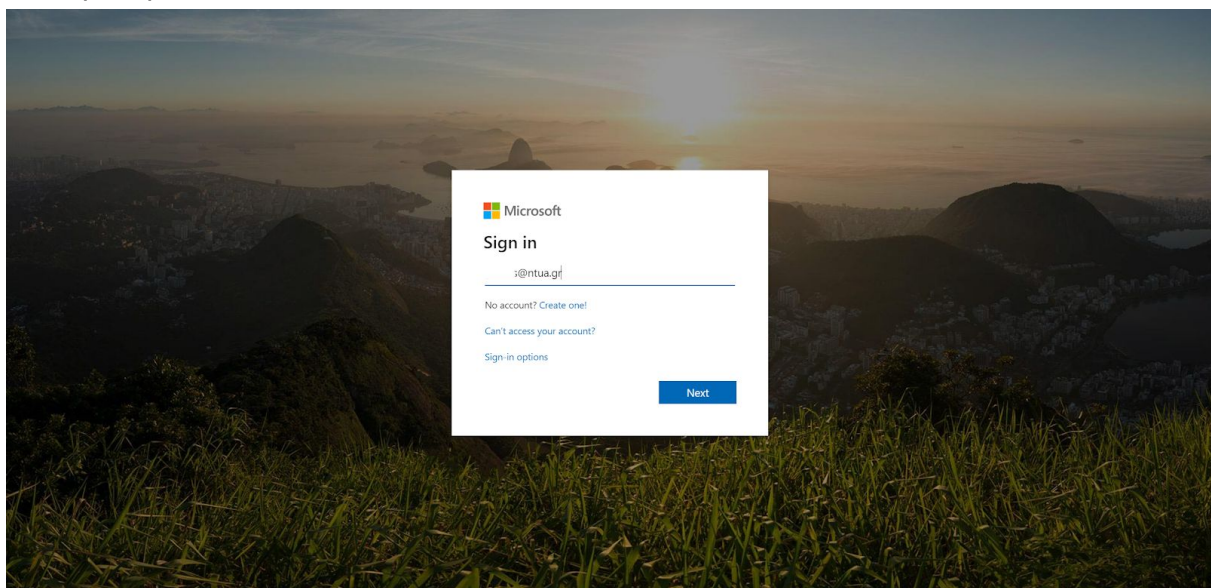 Microsoft
Sign in
s@ntua.gr
No account? Create one!
Can't access your account?
Sign-in options
Next